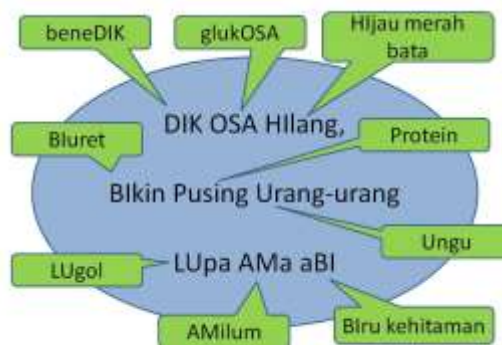 beneDIK
glukOSA
HIjau merah
bata
DIK OSA HIlang,
BIuret
Protein
BIkin Pusing Urang-urang
Ungu
LUgol
LUpa AMa aBI
AMilum
BIru kehitaman